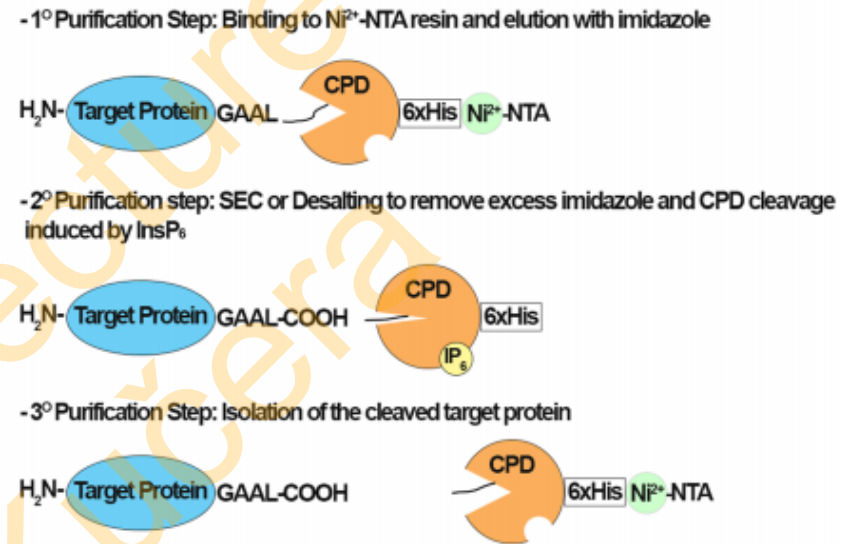 - 1º Purification Step: Binding to Ni²⁺-NTA resin and elution with imidazole
CPD
H₂N- Target Protein GAAL 6xHis Ni²⁺-NTA
- 2º Purification step: SEC or Desalting to remove excess imidazole and CPD cleavage
induced by InsP₆
CPD
H₂N- Target Protein GAAL-COOH 6xHis
IP₆
- 3º Purification Step: Isolation of the cleaved target protein
CPD
H₂N- Target Protein GAAL-COOH 6xHis Ni²⁺-NTA